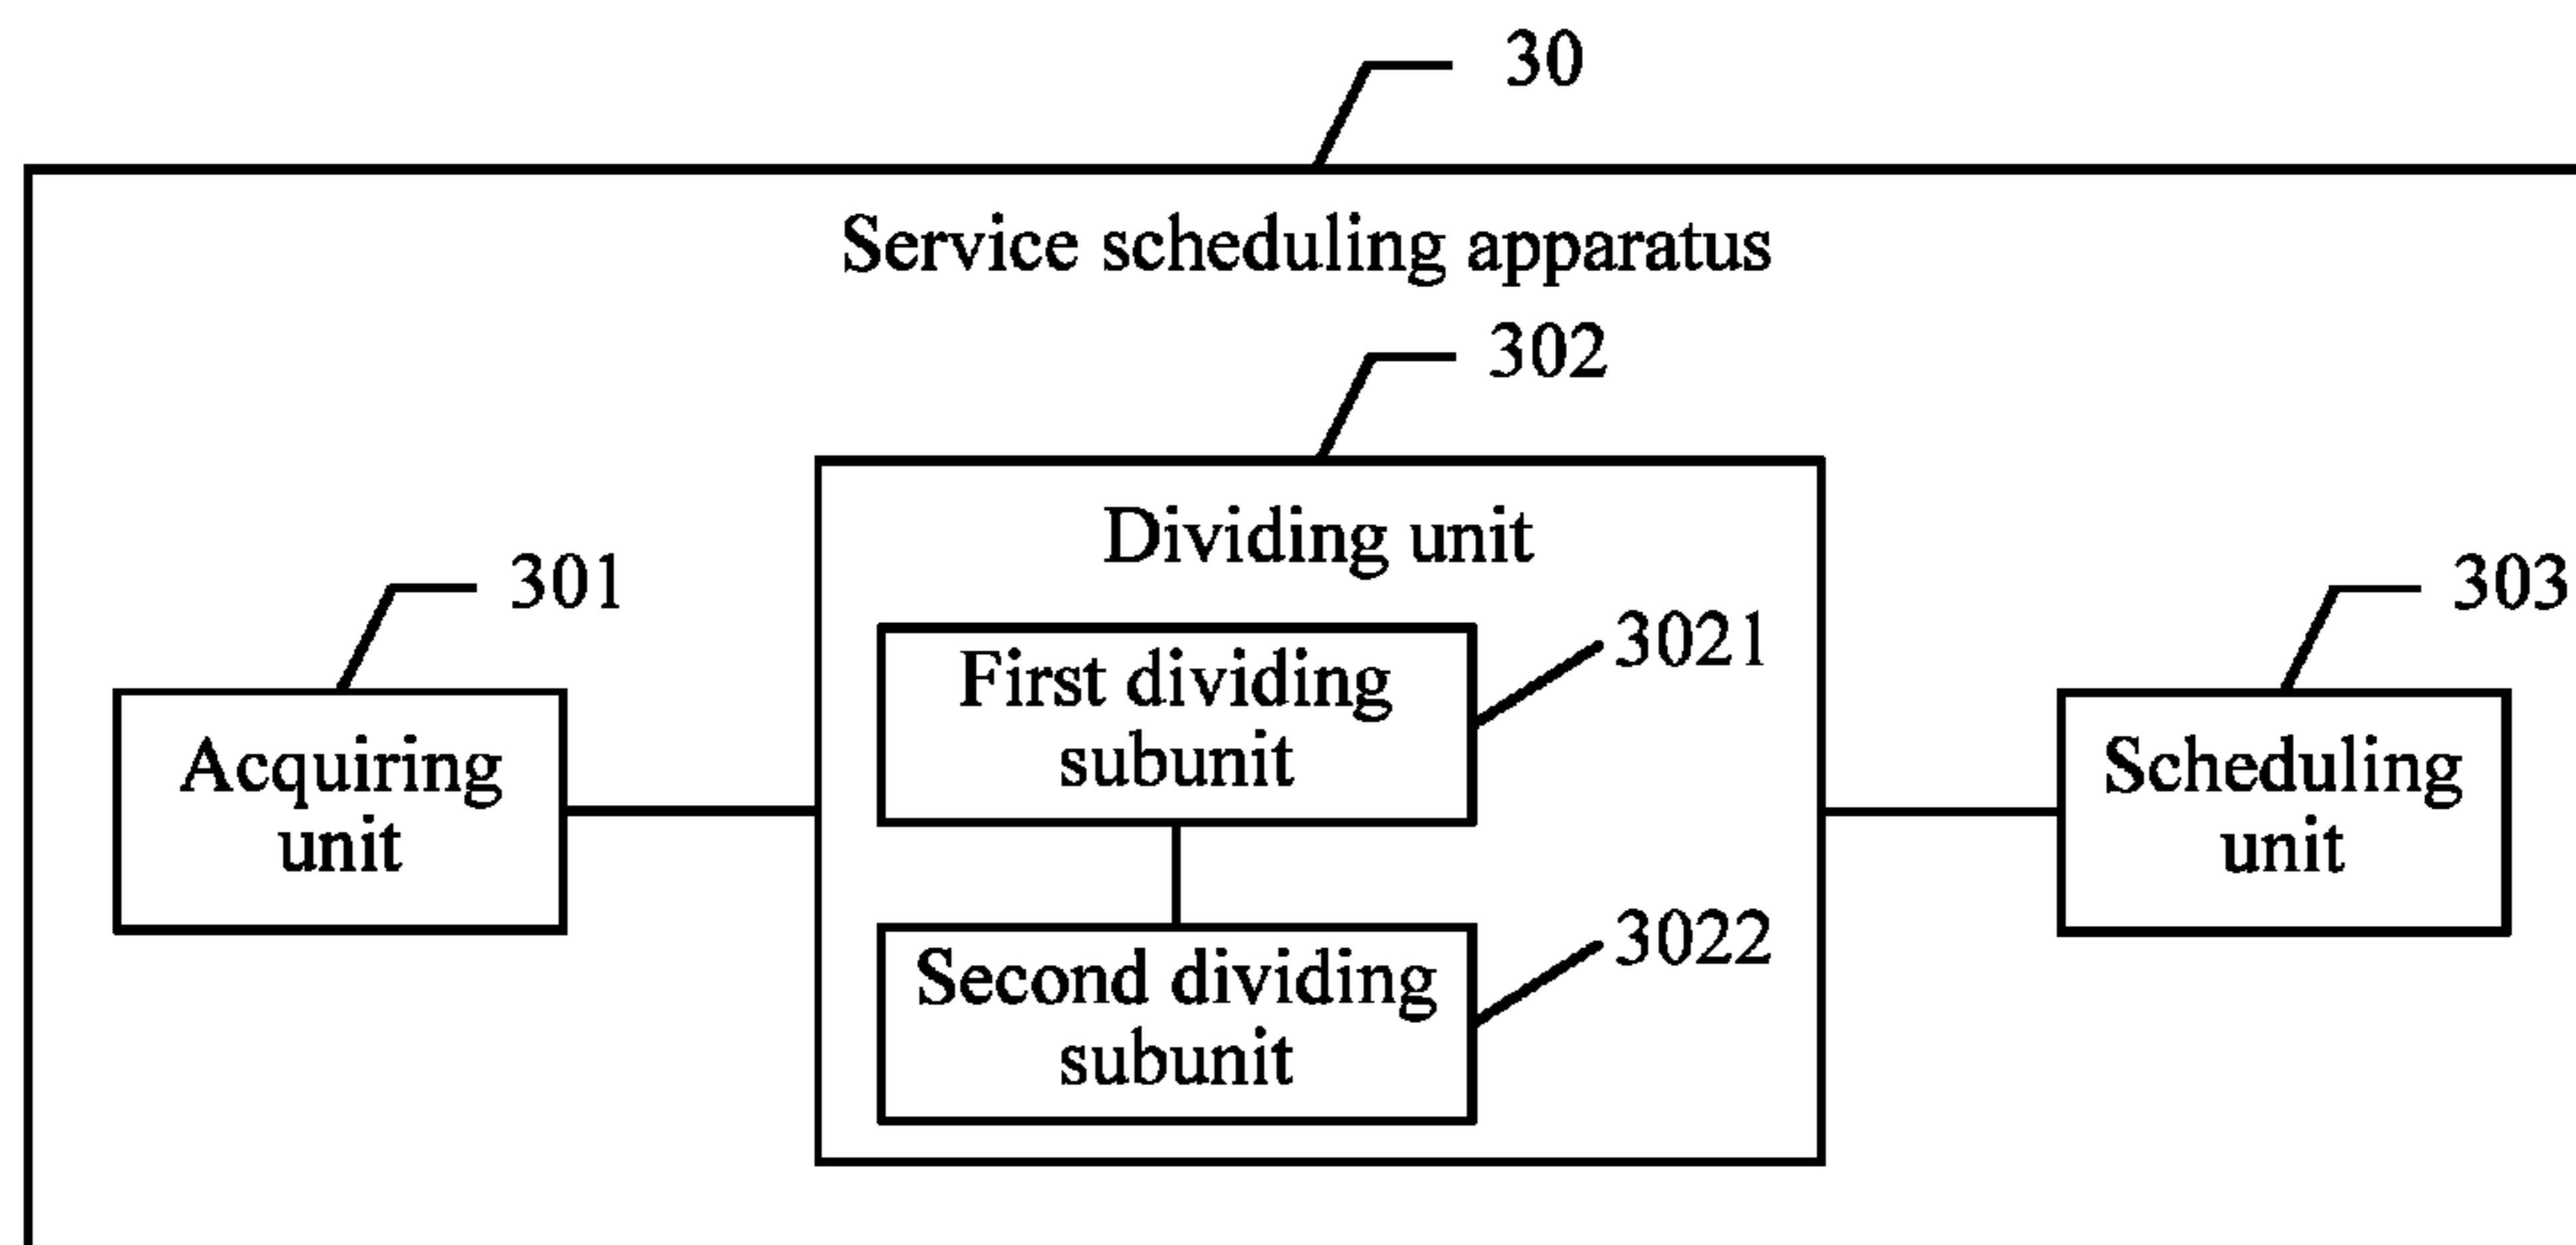 30
Service scheduling apparatus
302
Dividing unit
301
303
3021
First dividing
subunit
Acquiring
unit
Scheduling
unit
3022
Second dividing
subunit